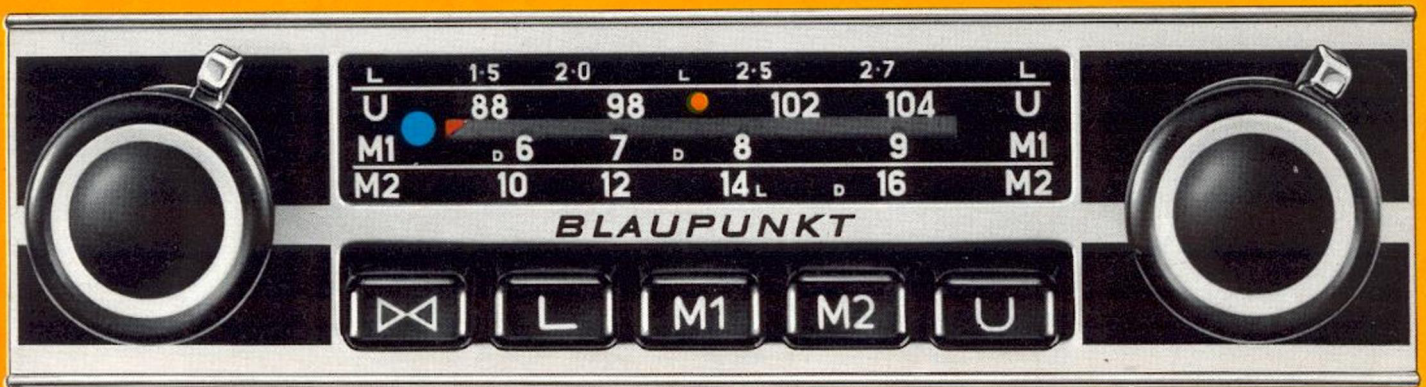 L 1·5 2·0 L 2·5 2·7 L
U 88 98 102 104 U
M1 D 6 7 D 8 9 M1
M2 10 12 14 L D 16 M2
BLAUPUNKT
L M1 M2 U